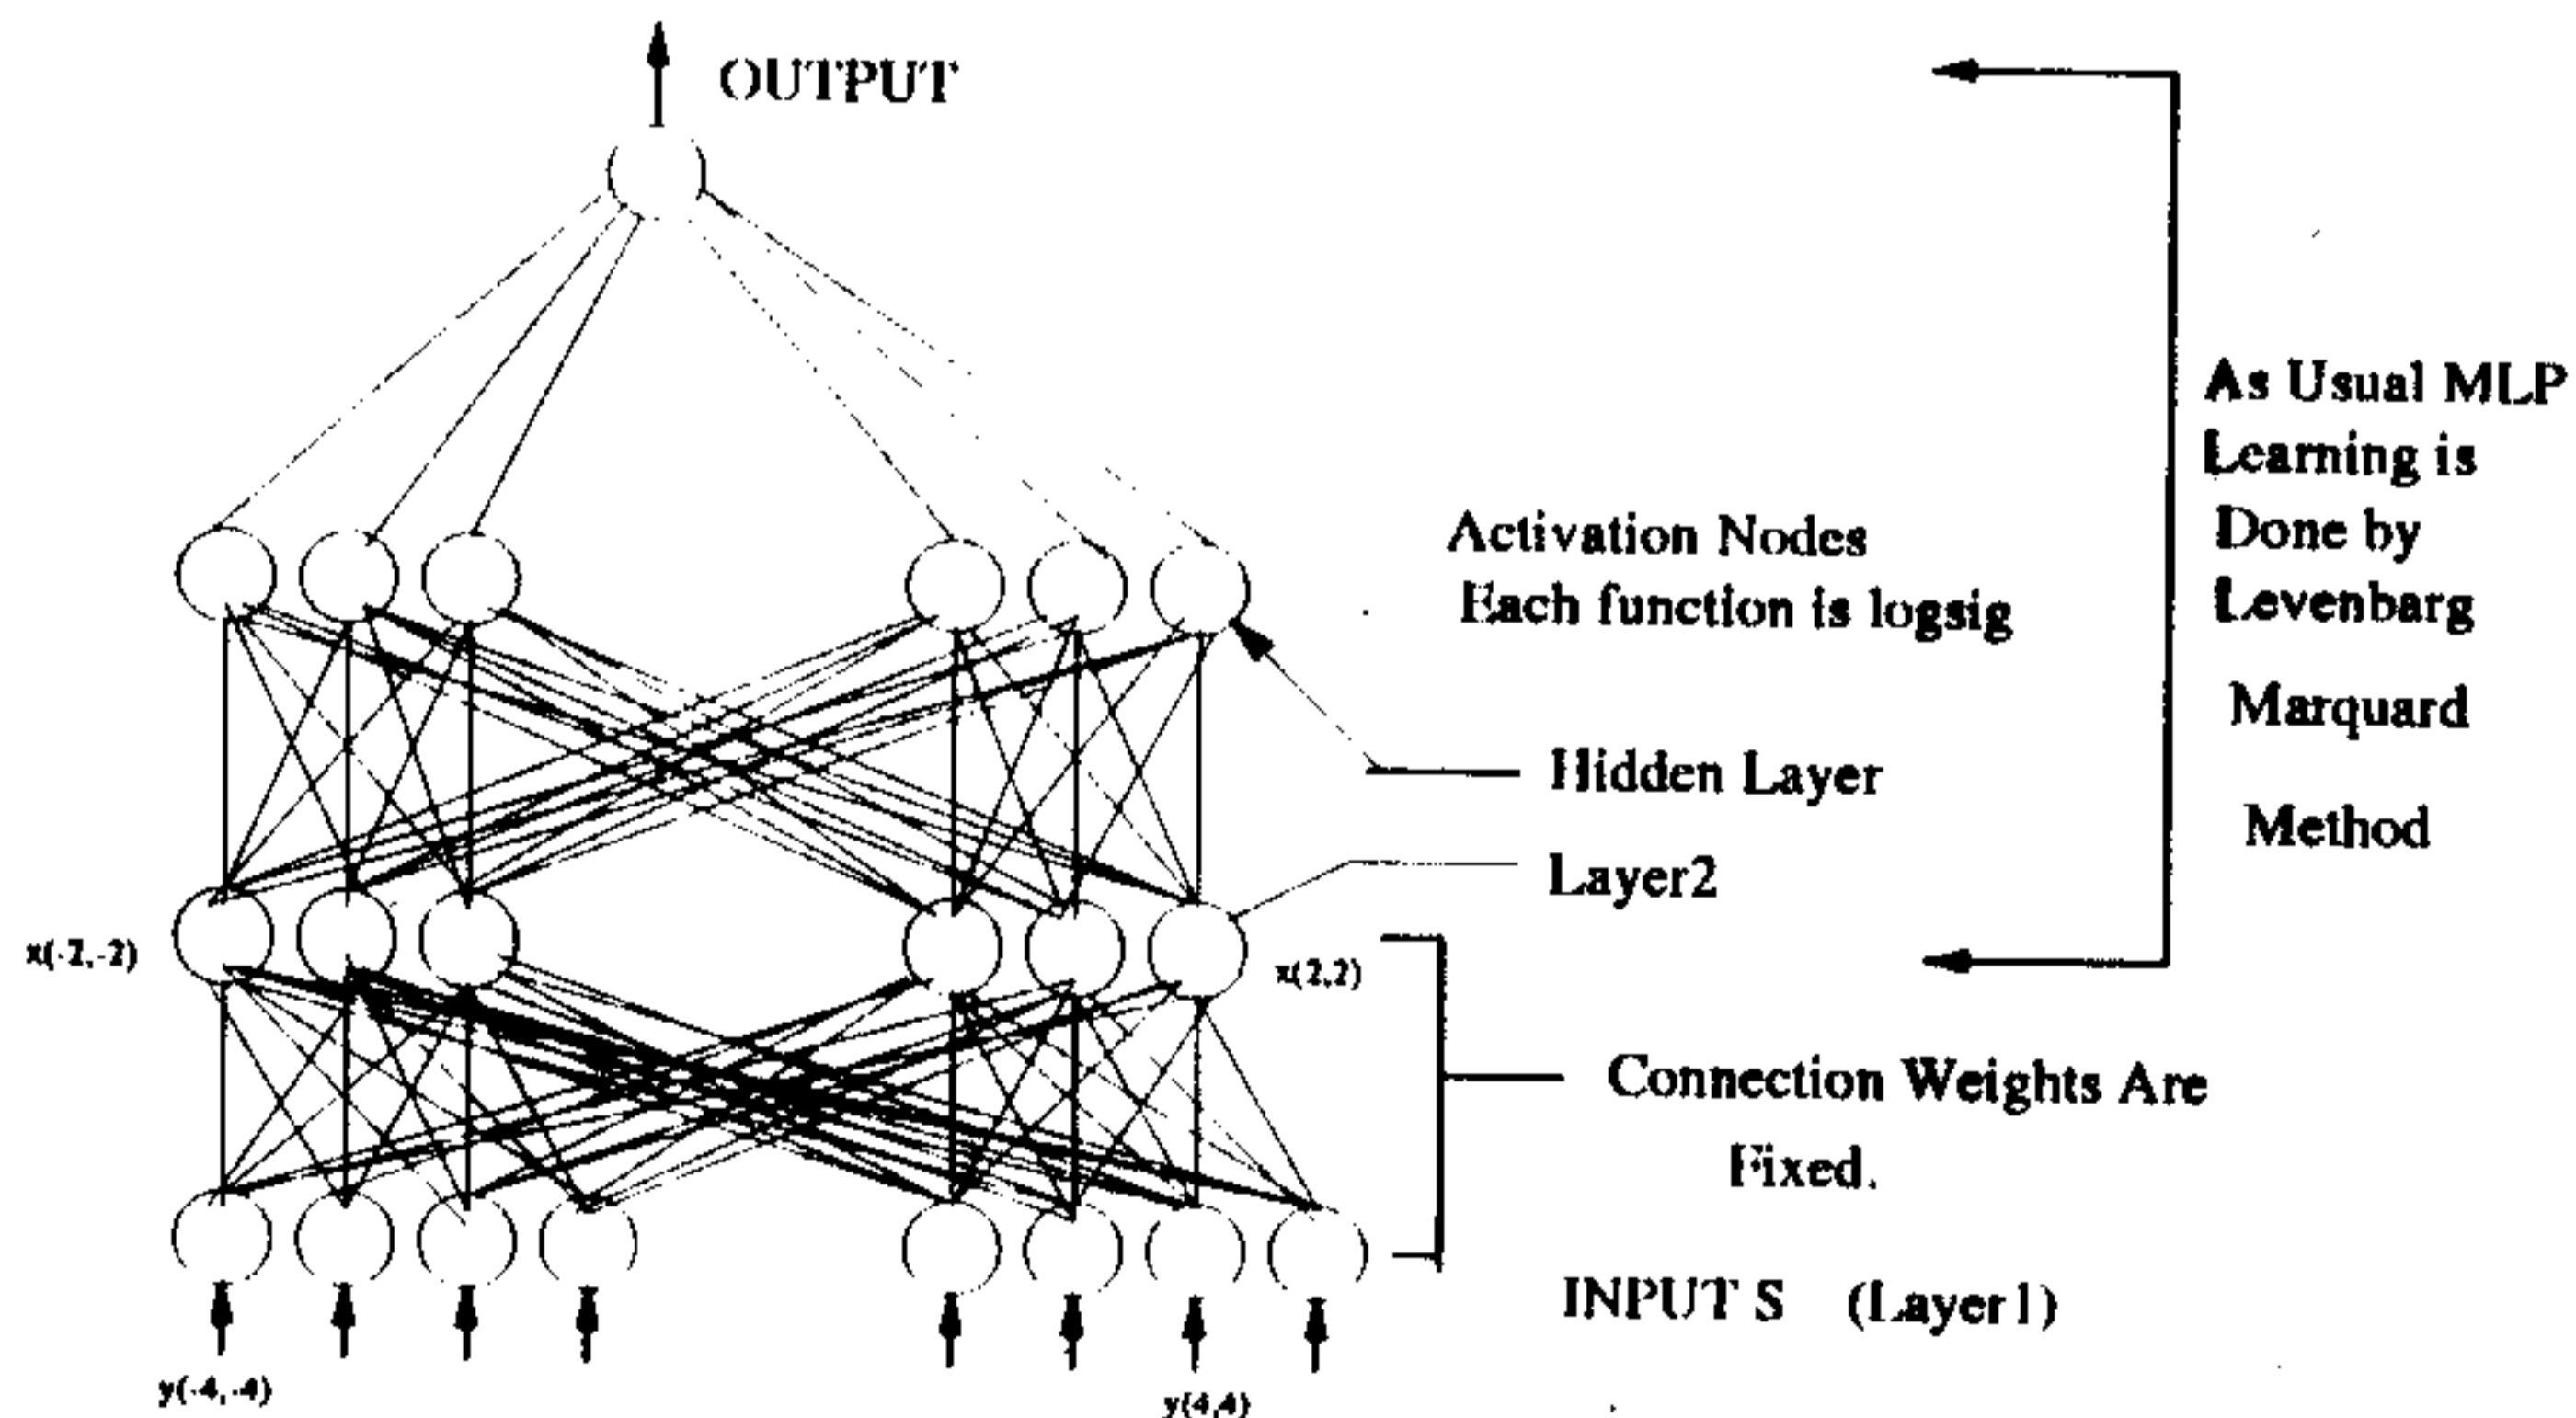 OUTPUT
As Usual MLP
Learning is
Done by
Levenbarg
Marquard
Method
Activation Nodes
Each function is logsig
Hidden Layer
Layer2
x(-2,-2)
x(2,2)
Connection Weights Are
Fixed.
INPUT S (Layer1)
y(-4,-4)
y(4,4)